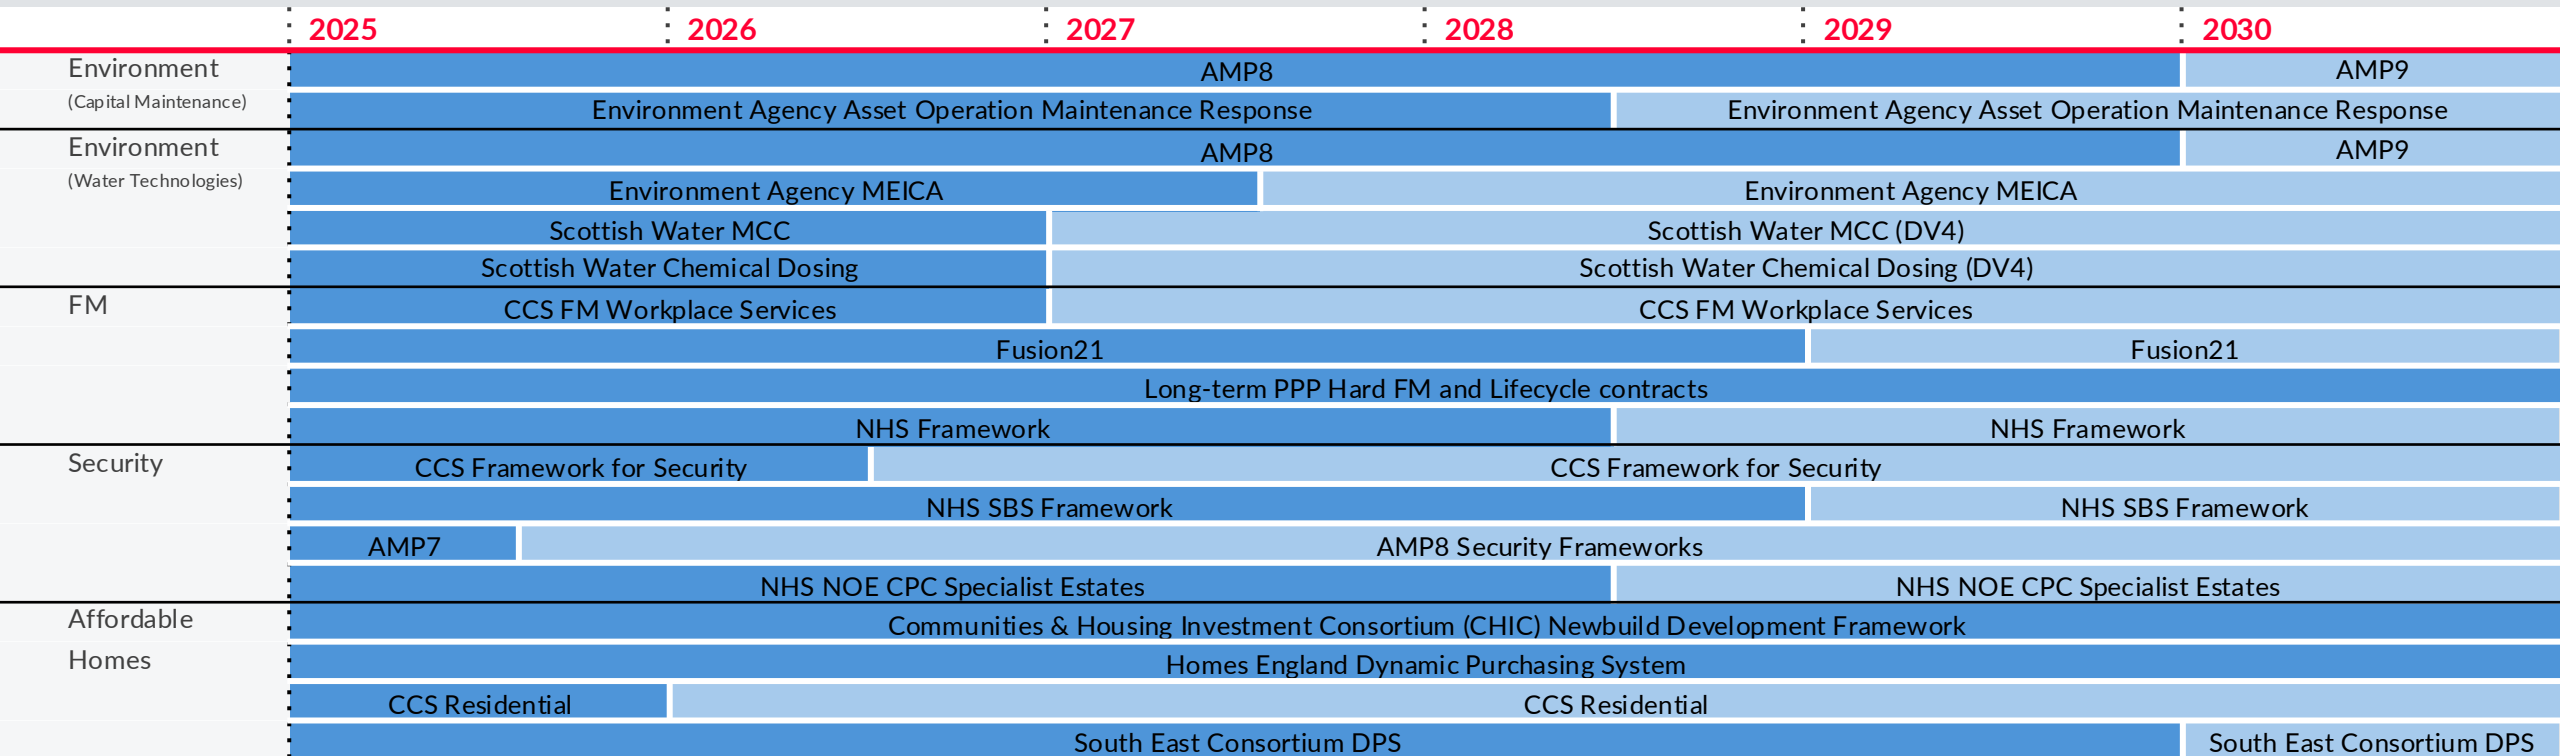 2025 2026 2027 2028 2029 2030
Environment AMP8 AMP9
(Capital Maintenance) Environment Agency Asset Operation Maintenance Response Environment Agency Asset Operation Maintenance Response
Environment AMP8 AMP9
(Water Technologies) Environment Agency MEICA Environment Agency MEICA
Scottish Water MCC Scottish Water MCC (DV4)
Scottish Water Chemical Dosing Scottish Water Chemical Dosing (DV4)
FM CCS FM Workplace Services CCS FM Workplace Services
Fusion21 Fusion21
Long-term PPP Hard FM and Lifecycle contracts
NHS Framework NHS Framework
Security CCS Framework for Security CCS Framework for Security
NHS SBS Framework NHS SBS Framework
AMP7 AMP8 Security Frameworks
NHS NOE CPC Specialist Estates NHS NOE CPC Specialist Estates
Affordable Communities & Housing Investment Consortium (CHIC) Newbuild Development Framework
Homes Homes England Dynamic Purchasing System
CCS Residential CCS Residential
South East Consortium DPS South East Consortium DPS